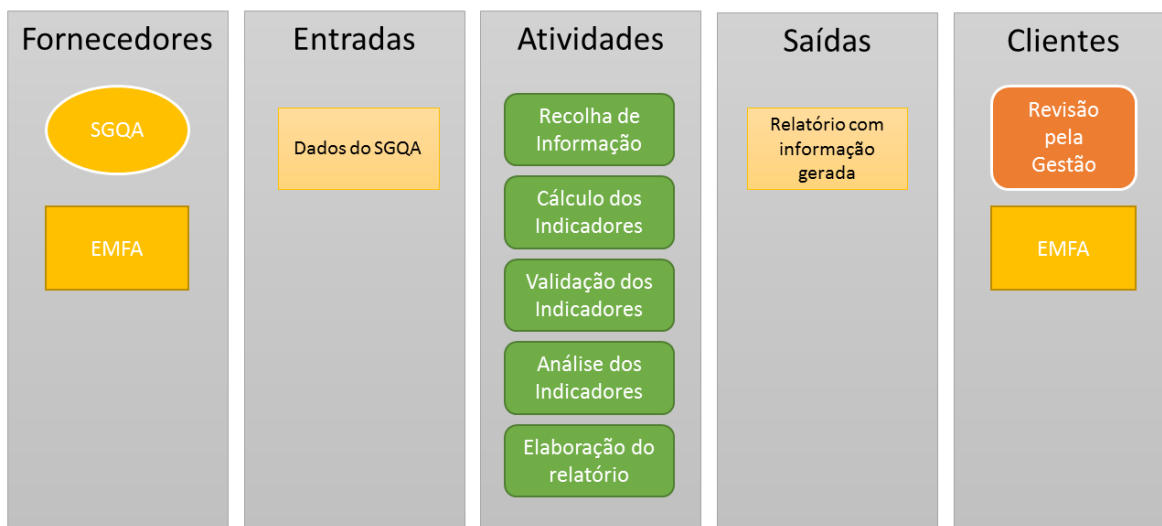 Fornecedores
SGQA
EMFA
Entradas
Dados do SGQA
Atividades
Recolha de
Informação
Cálculo dos
Indicadores
Validação dos
Indicadores
Análise dos
Indicadores
Elaboração do
relatório
Saídas
Relatório com
informação
gerada
Clientes
Revisão
pela
Gestão
EMFA